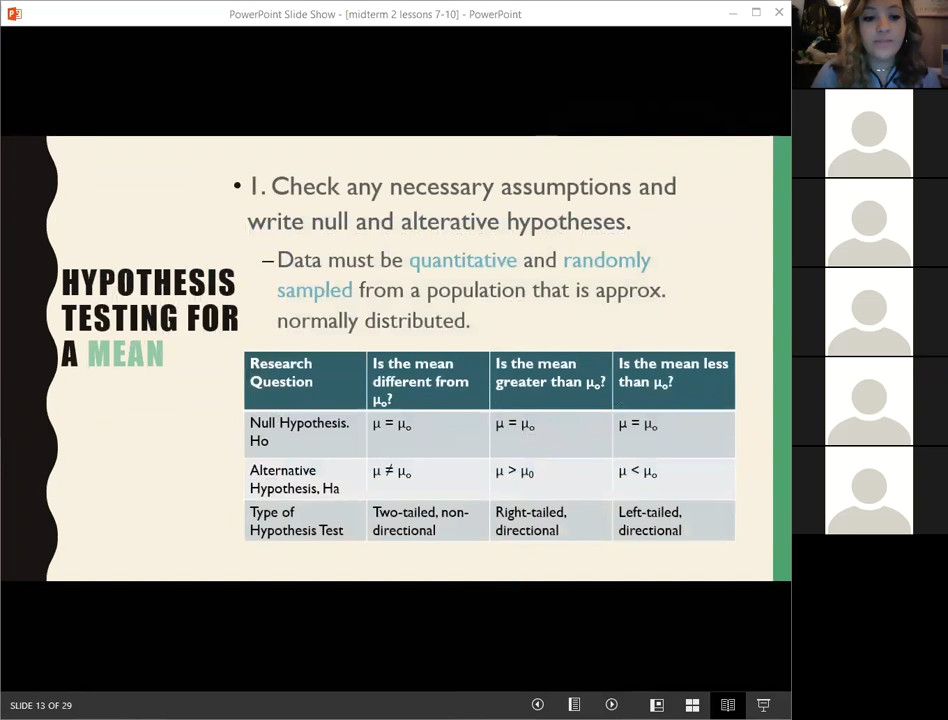 PowerPoint Slide Show - [midterm 2 lessons 7-10] - PowerPoint
• 1. Check any necessary assumptions and
write null and alterative hypotheses.
– Data must be quantitative and randomly
sampled from a population that is approx.
normally distributed.
HYPOTHESIS
TESTING FOR
A MEAN
Research Question | Is the mean different from μₒ? | Is the mean greater than μₒ? | Is the mean less than μₒ?
Null Hypothesis. Ho | μ = μₒ | μ = μₒ | μ = μₒ
Alternative Hypothesis, Ha | μ ≠ μₒ | μ > μ₀ | μ < μₒ
Type of Hypothesis Test | Two-tailed, non-directional | Right-tailed, directional | Left-tailed, directional
SLIDE 13 OF 29